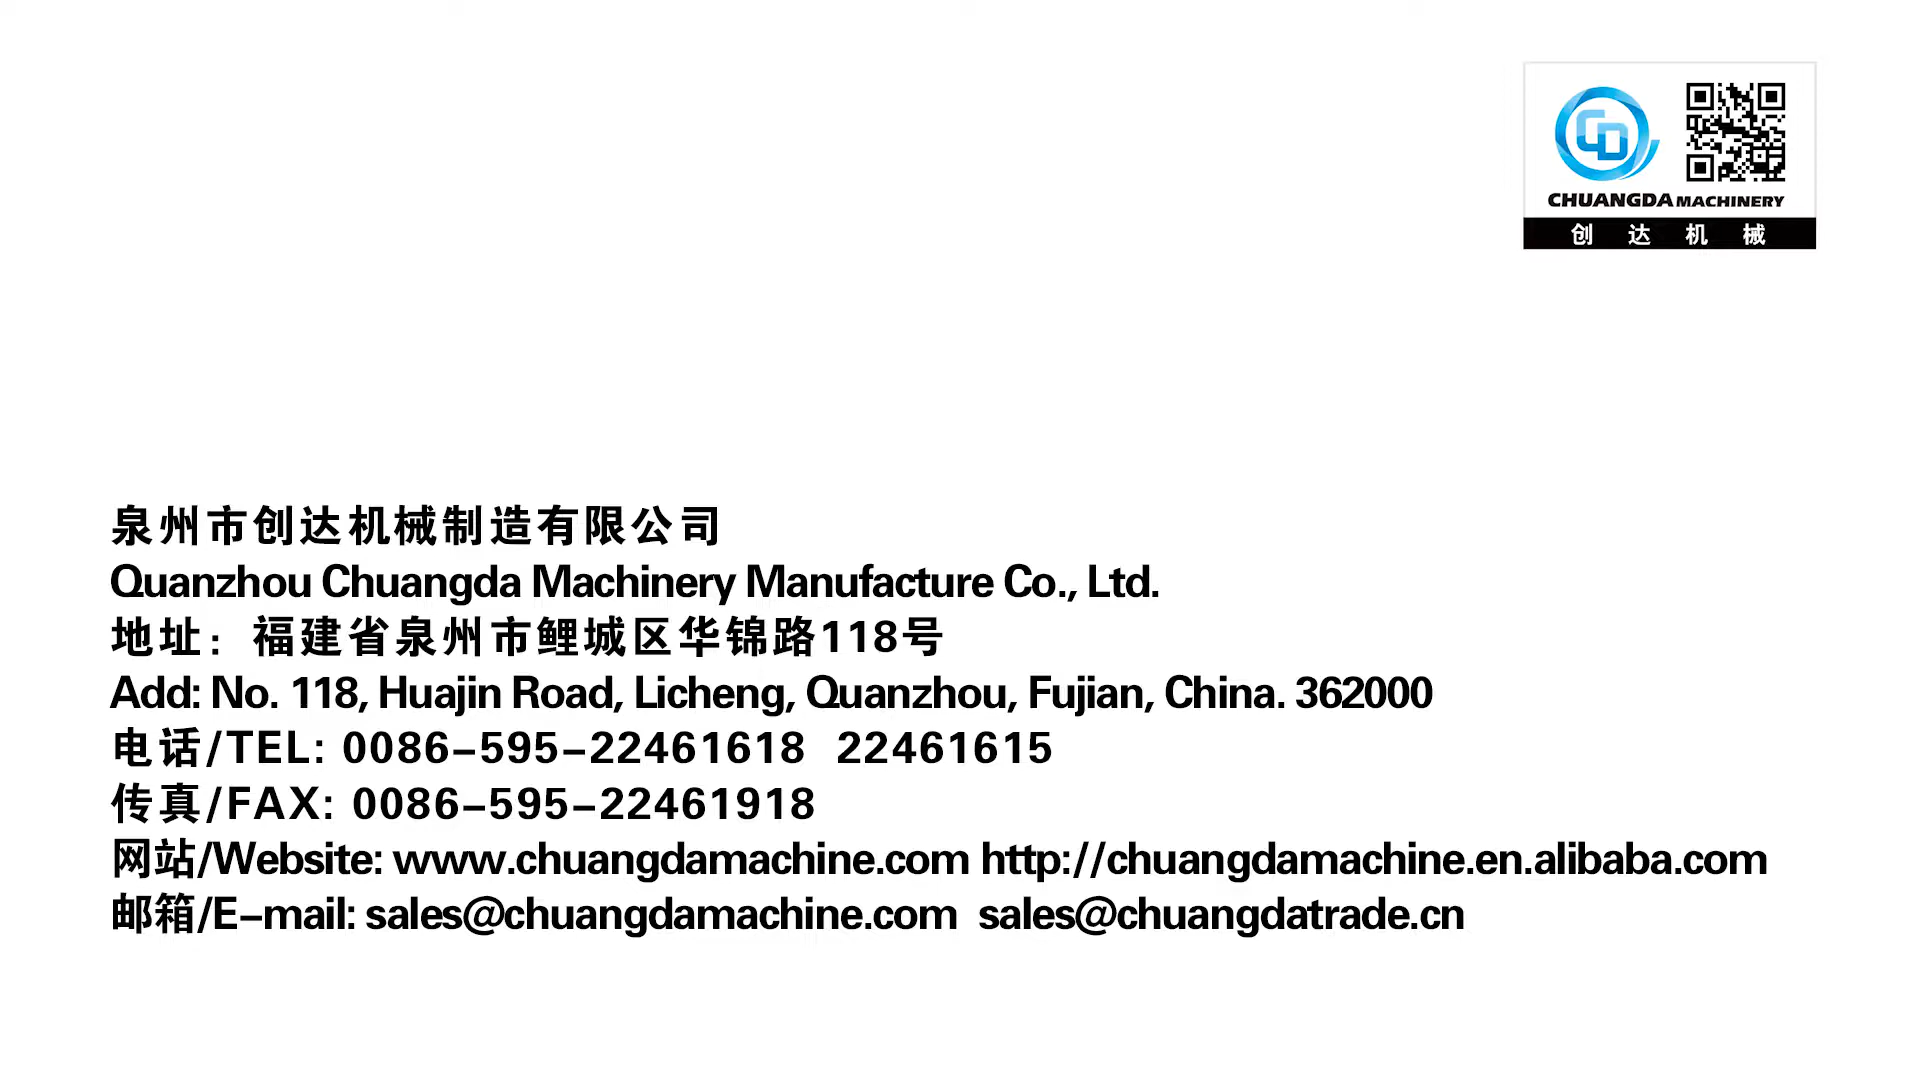 CD
CHUANGDA MACHINERY
创达机械
泉州市创达机械制造有限公司
Quanzhou Chuangda Machinery Manufacture Co., Ltd.
地址：福建省泉州市鲤城区华锦路118号
Add: No. 118, Huajin Road, Licheng, Quanzhou, Fujian, China. 362000
电话/TEL: 0086-595-22461618 22461615
传真/FAX: 0086-595-22461918
网站/Website: www.chuangdamachine.com http://chuangdamachine.en.alibaba.com
邮箱/E-mail: sales@chuangdamachine.com sales@chuangdatrade.cn